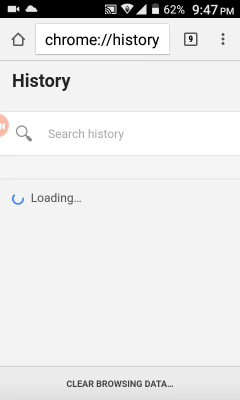 62% 9:47 PM
chrome://history
9
History
Search history
Loading...
CLEAR BROWSING DATA...